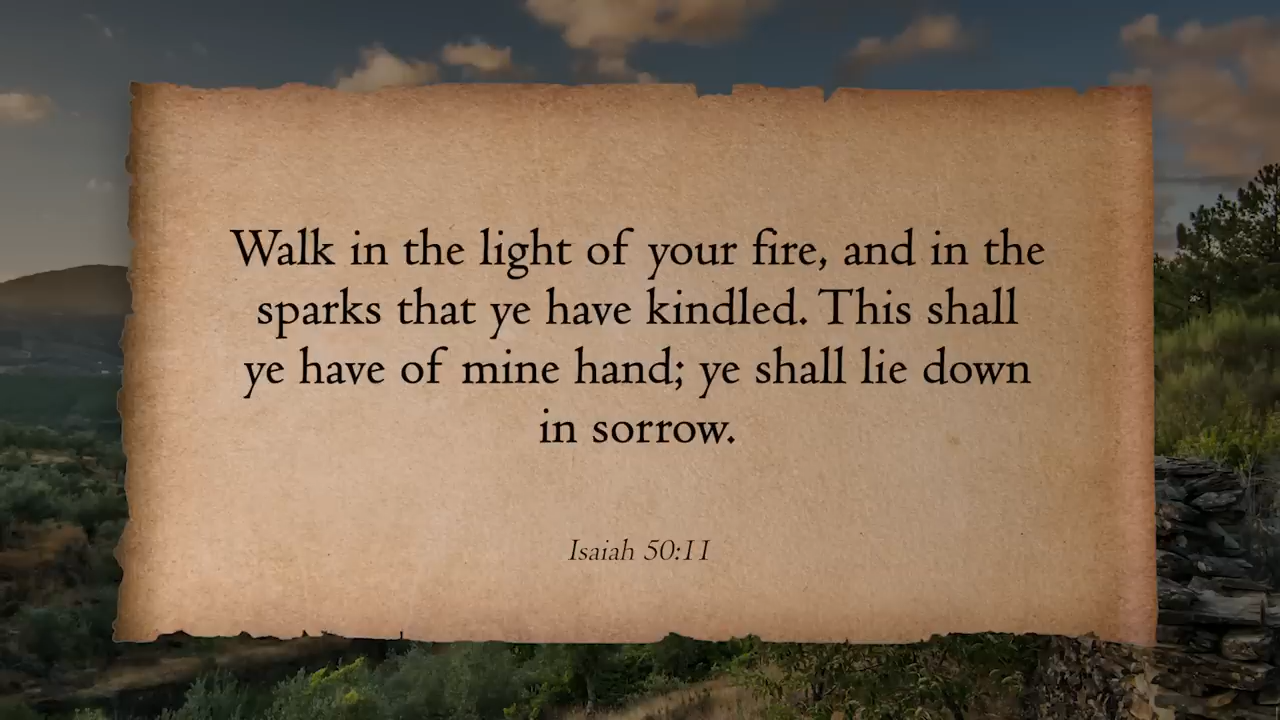 Walk in the light of your fire, and in the
sparks that ye have kindled. This shall
ye have of mine hand; ye shall lie down
in sorrow.
Isaiah 50:11